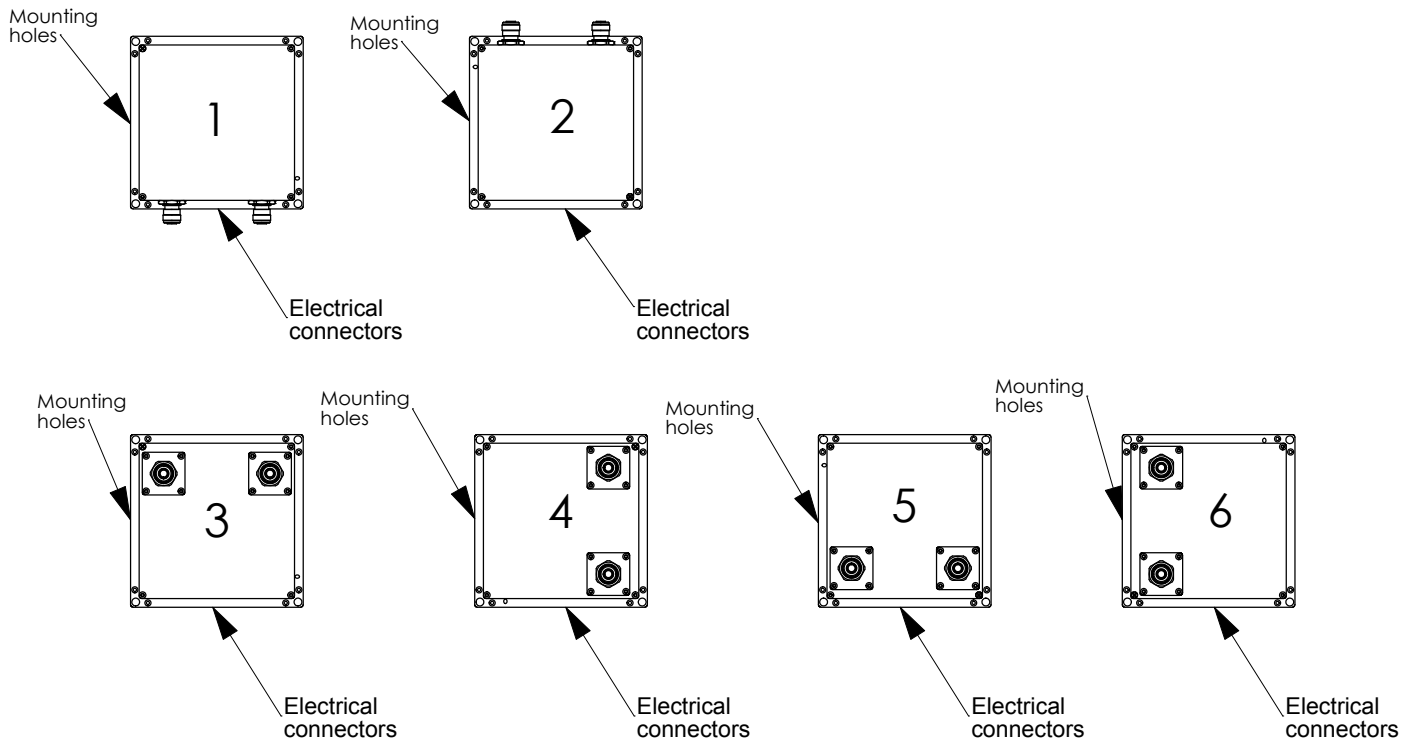 Mounting
holes
1
Electrical
connectors
Mounting
holes
2
Electrical
connectors
Mounting
holes
3
Electrical
connectors
Mounting
holes
4
Electrical
connectors
Mounting
holes
5
Electrical
connectors
Mounting
holes
6
Electrical
connectors